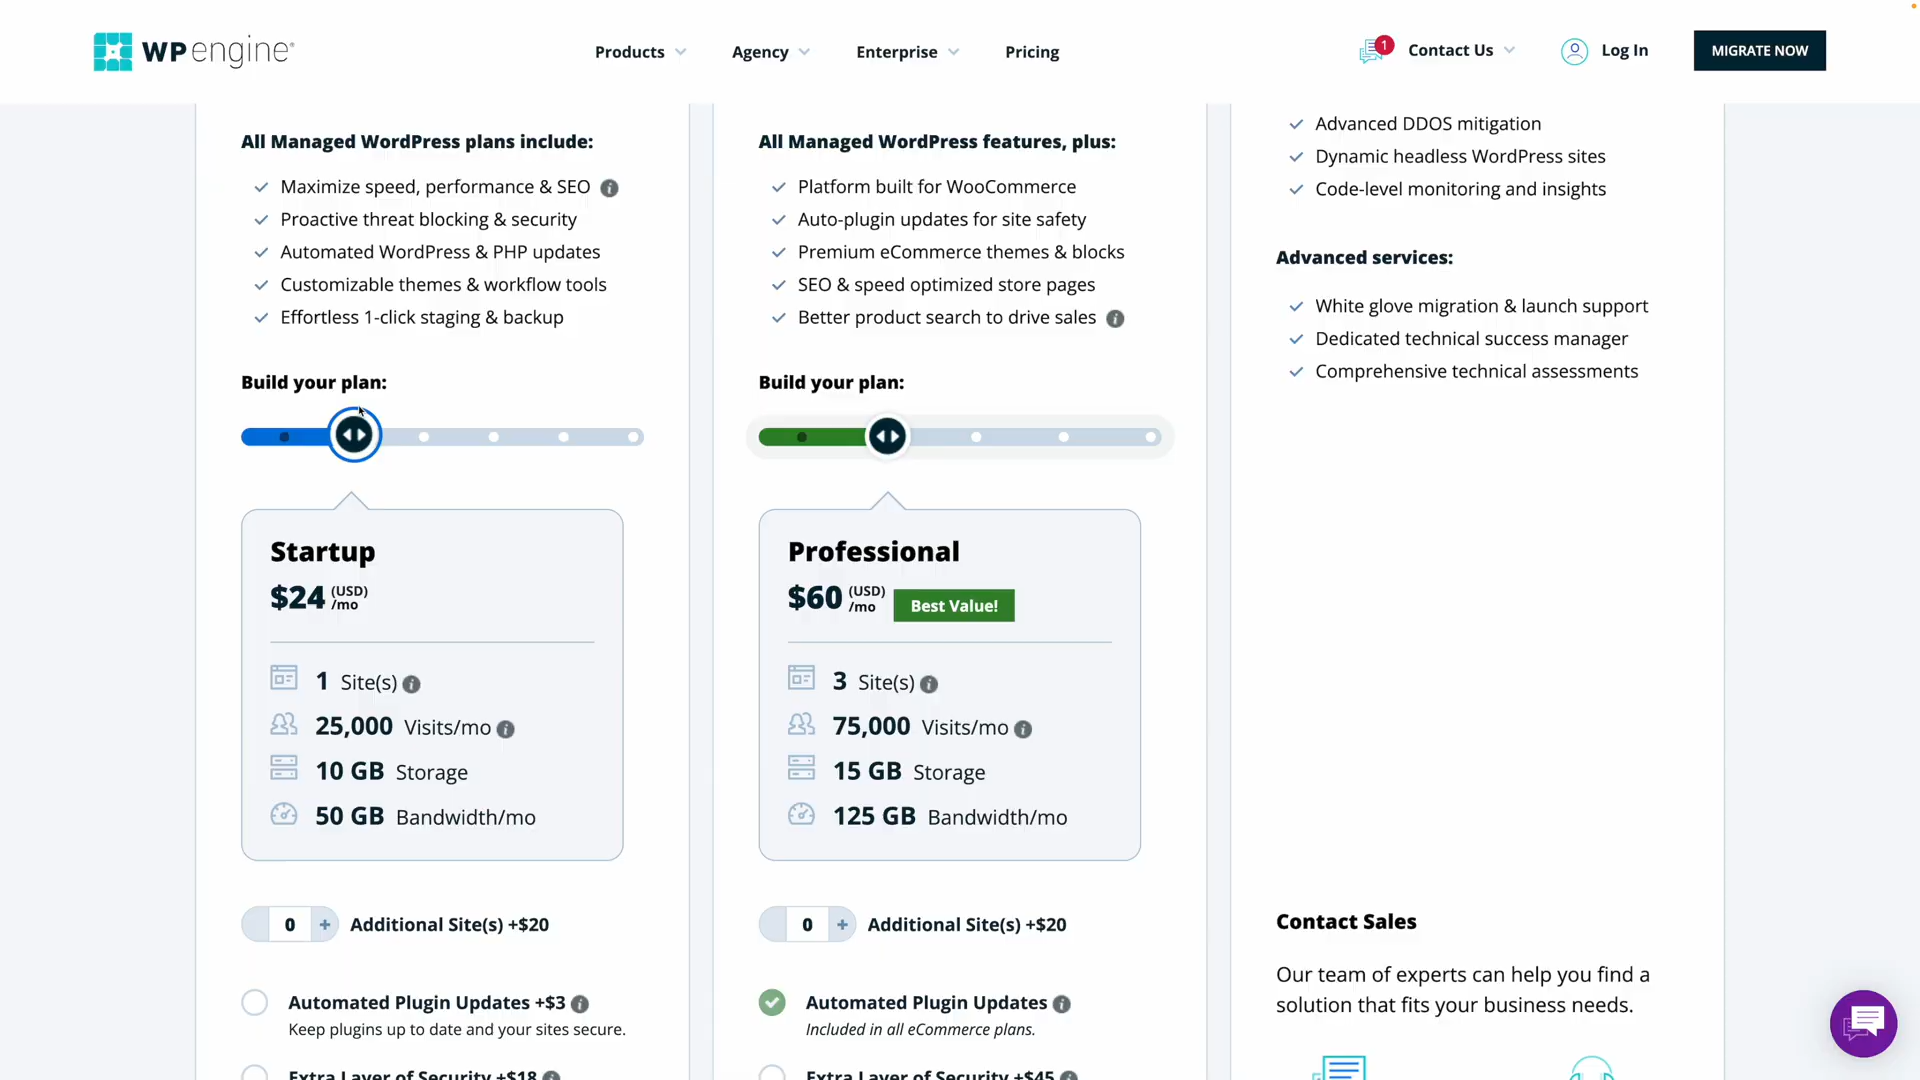 WP engine®
Products
Agency
Enterprise
Pricing
1
Contact Us
Log In
MIGRATE NOW
All Managed WordPress plans include:
Maximize speed, performance & SEO
Proactive threat blocking & security
Automated WordPress & PHP updates
Customizable themes & workflow tools
Effortless 1-click staging & backup
Build your plan:
Startup
$24 (USD)
/mo
1 Site(s)
25,000 Visits/mo
10 GB Storage
50 GB Bandwidth/mo
0 + Additional Site(s) +$20
Automated Plugin Updates +$3
Keep plugins up to date and your sites secure.
Extra Layer of Security +$18
All Managed WordPress features, plus:
Platform built for WooCommerce
Auto-plugin updates for site safety
Premium eCommerce themes & blocks
SEO & speed optimized store pages
Better product search to drive sales
Build your plan:
Professional
$60 (USD)
/mo
Best Value!
3 Site(s)
75,000 Visits/mo
15 GB Storage
125 GB Bandwidth/mo
0 + Additional Site(s) +$20
Automated Plugin Updates
Included in all eCommerce plans.
Extra Layer of Security +$45
Advanced DDOS mitigation
Dynamic headless WordPress sites
Code-level monitoring and insights
Advanced services:
White glove migration & launch support
Dedicated technical success manager
Comprehensive technical assessments
Contact Sales
Our team of experts can help you find a
solution that fits your business needs.